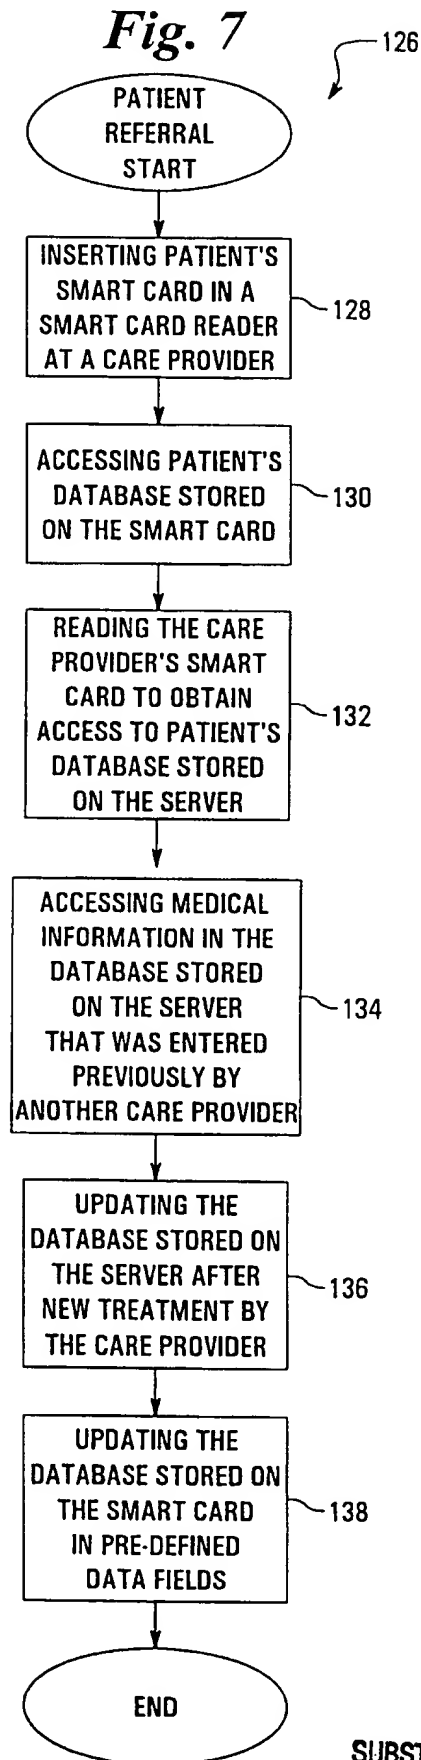 Fig. 7
126
PATIENT
REFERRAL
START
INSERTING PATIENT'S
SMART CARD IN A
SMART CARD READER
AT A CARE PROVIDER
128
ACCESSING PATIENT'S
DATABASE STORED
ON THE SMART CARD
130
READING THE CARE
PROVIDER'S SMART
CARD TO OBTAIN
ACCESS TO PATIENT'S
DATABASE STORED
ON THE SERVER
132
ACCESSING MEDICAL
INFORMATION IN THE
DATABASE STORED
ON THE SERVER
THAT WAS ENTERED
PREVIOUSLY BY
ANOTHER CARE PROVIDER
134
UPDATING THE
DATABASE STORED ON
THE SERVER AFTER
NEW TREATMENT BY
THE CARE PROVIDER
136
UPDATING THE
DATABASE STORED ON
THE SMART CARD
IN PRE-DEFINED
DATA FIELDS
138
END